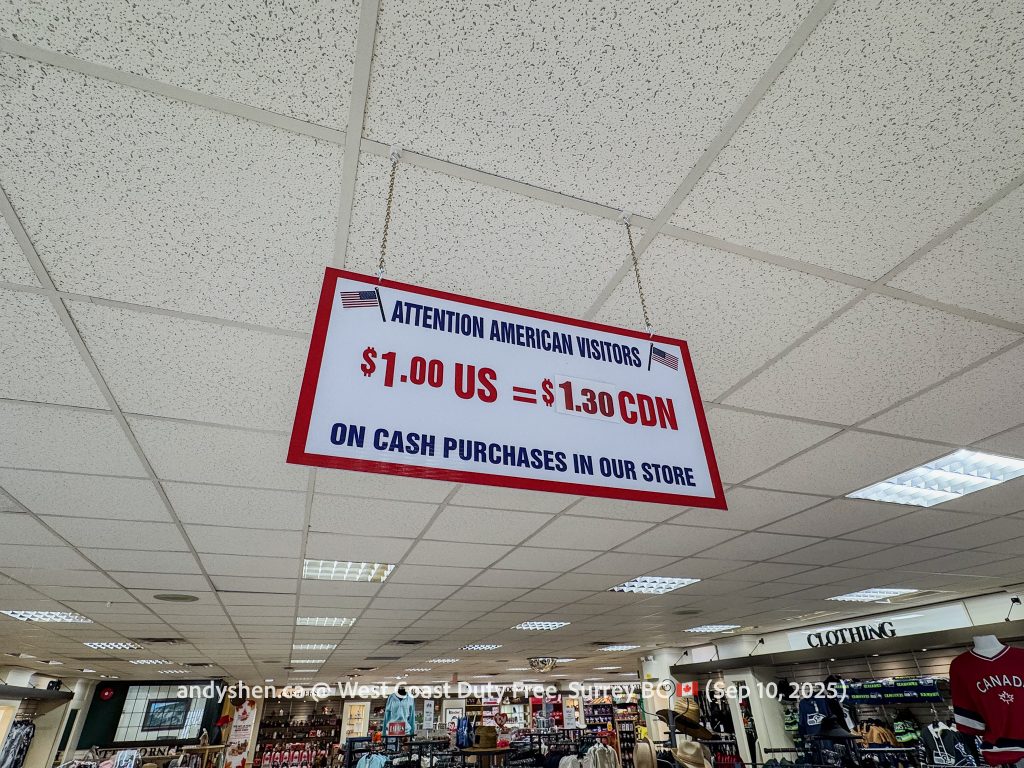 ATTENTION AMERICAN VISITORS
$1.00 US = $1.30 CDN
ON CASH PURCHASES IN OUR STORE
CLOTHING
CANADA
andyshen.ca @ West Coast Duty Free, Surrey BC 🇨🇦 (Sep 10, 2025)